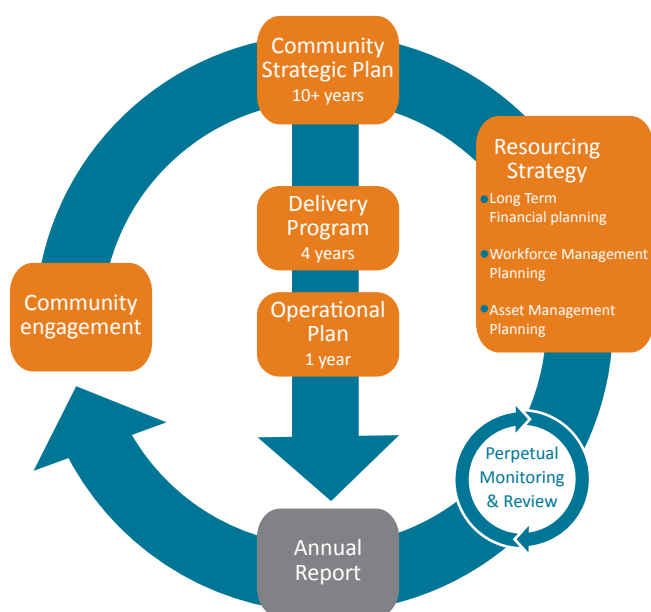 Community
Strategic Plan
10+ years
Resourcing
Strategy
•Long Term
Financial planning
•Workforce Management
Planning
•Asset Management
Planning
Delivery
Program
4 years
Community
engagement
Operational
Plan
1 year
Perpetual
Monitoring
& Review
Annual
Report